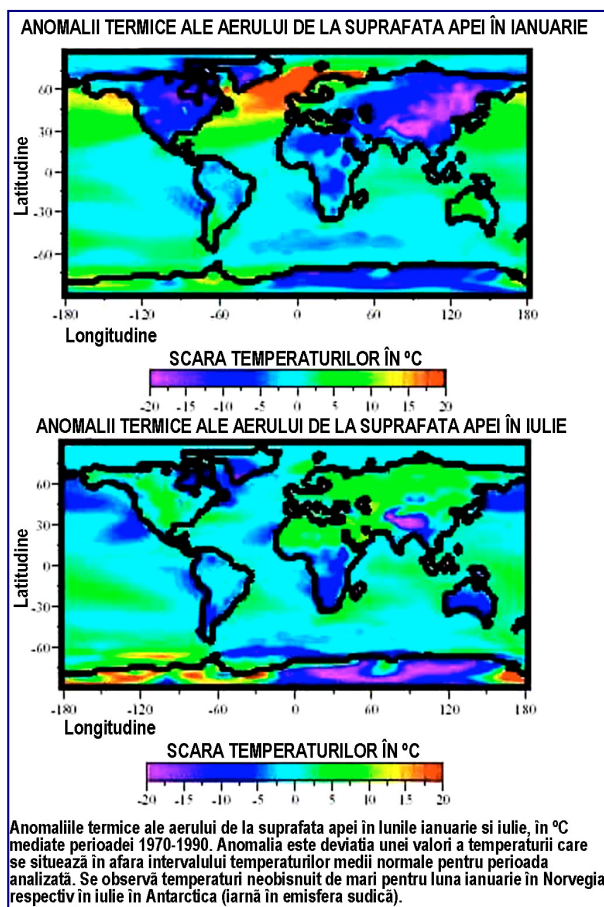 ANOMALII TERMICE ALE AERULUI DE LA SUPRAFATA APEI ÎN IANUARIE
Latitudine
60
30
0
-30
-60
-180 -120 -60 0 60 120 180
Longitudine
SCARA TEMPERATURILOR ÎN ºC
-20 -15 -10 -5 0 5 10 15 20
ANOMALII TERMICE ALE AERULUI DE LA SUPRAFATA APEI ÎN IULIE
Latitudine
60
30
0
-30
-60
-180 -120 -60 0 60 120 180
Longitudine
SCARA TEMPERATURILOR ÎN ºC
-20 -15 -10 -5 0 5 10 15 20
Anomaliile termice ale aerului de la suprafata apei în lunile ianuarie si iulie, în ºC
mediate perioadei 1970-1990. Anomalia este deviatia unei valori a temperaturii care
se situează în afara intervalului temperaturilor medii normale pentru perioada
analizată. Se observã temperaturi neobisnuit de mari pentru luna ianuarie în Norvegia
respectiv în iulie în Antarctica (iarnã în emisfera sudicã).